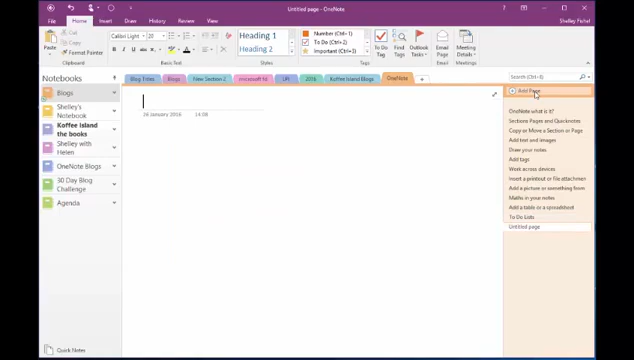 Untitled page - OneNote
Shelley Fishel
File Home Insert Draw History Review View
Paste
Cut
Copy
Format Painter
Clipboard
Calibri Light 20
Basic Text
Heading 1
Heading 2
Styles
Number (Ctrl+1)
To Do (Ctrl+2)
Important (Ctrl+3)
Tags
To Do Tag
Find Tags
Outlook Tasks
Email Page
Email
Meeting Details
Meetings
Notebooks
Blogs
Shelley's Notebook
Koffee Island the books
Shelley with Helen
OneNote Blogs
30 Day Blog Challenge
Agenda
Quick Notes
Blog Titles Blogs New Section 2 microsoft fil UPI 2016 Koffee Island Blogs OneNote
Search (Ctrl+E)
26 January 2016 14:28
Add Page
OneNote what is it?
Sections Pages and Quicknotes
Copy or Move a Section or Page
Add text and images
Draw your notes
Add tags
Work across devices
Insert a printout or file attachmen
Add a picture or something from
Maths in your notes
Add a table or a spreadsheet
To Do Lists
Untitled page